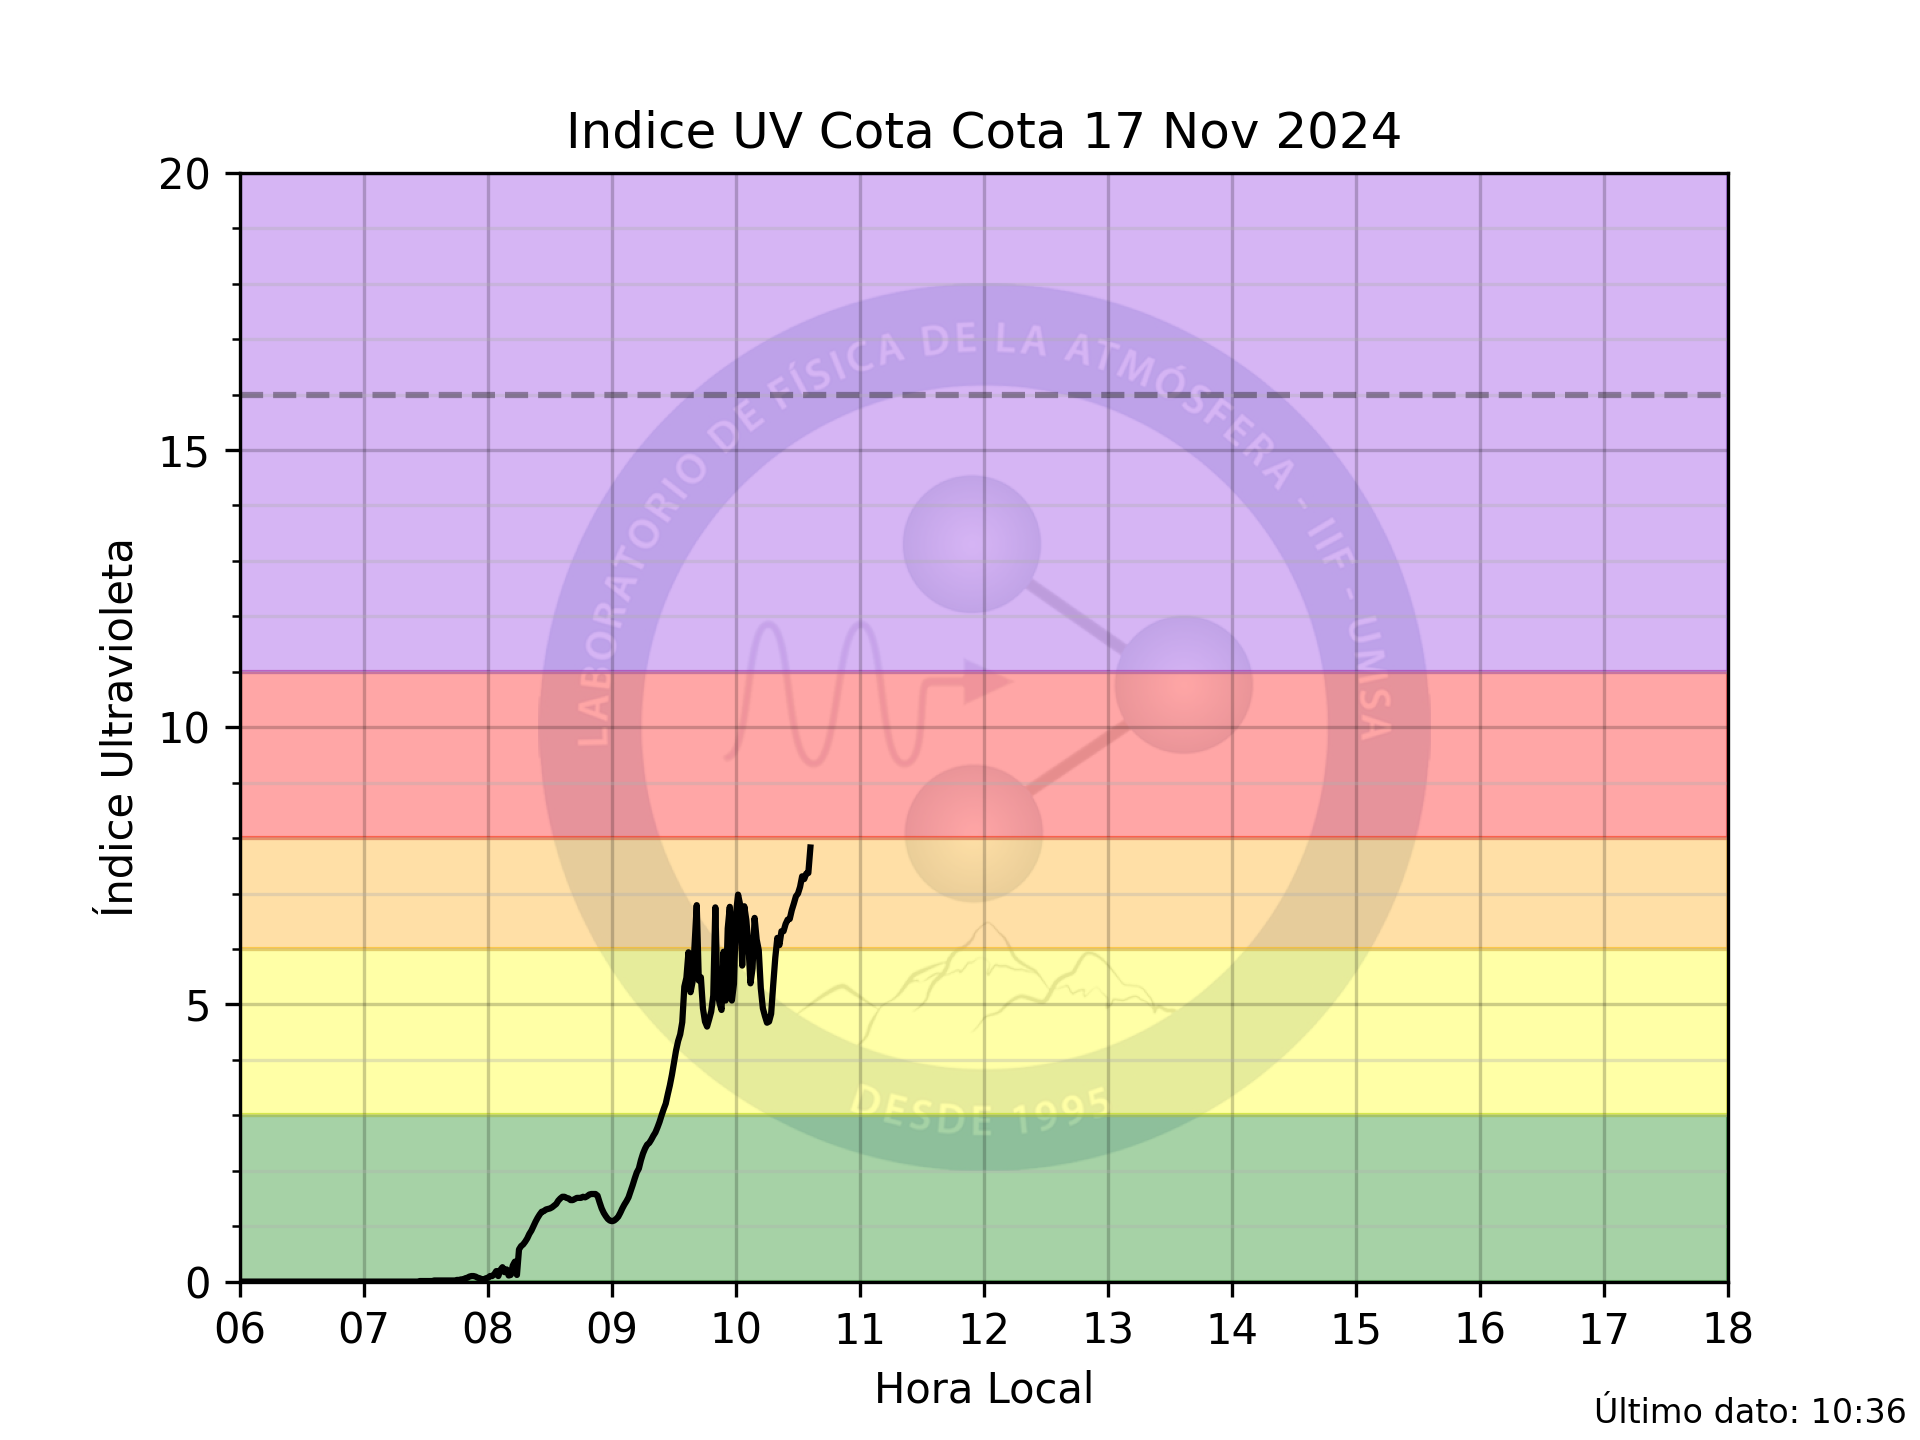 Indice UV Cota Cota 17 Nov 2024
20
15
10
5
0
Índice Ultravioleta
LABORATORIO DE FÍSICA DE LA ATMÓSFERA - IIF - UMSA
DESDE 1995
06 07 08 09 10 11 12 13 14 15 16 17 18
Hora Local
Último dato: 10:36